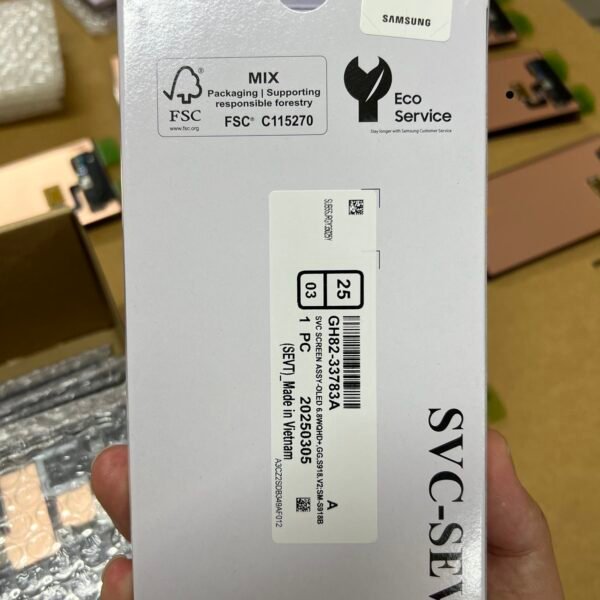 SAMSUNG
FSC
www.fsc.org
MIX
Packaging | Supporting
responsible forestry
FSC® C115270
Eco
Service
Stay longer with Samsung Customer Service
25
03
GH82-33783A A
SVC SCREEN ASSY-OLED 6.8WQHD+,GG,S918,V2;SM-S918B
1 PC 20250305
(SEVT)_Made in Vietnam
SVC-SEV